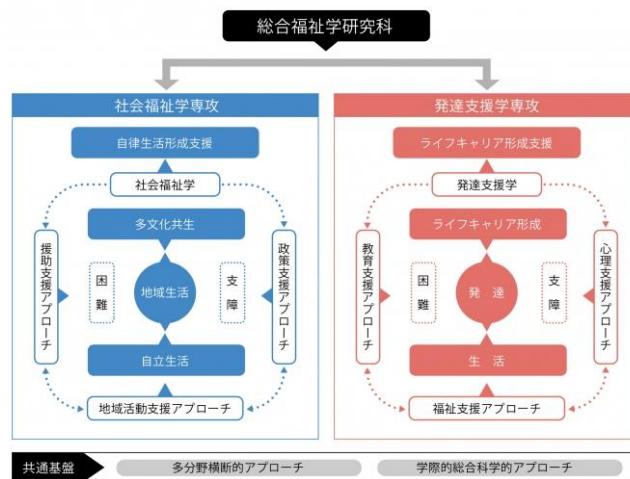 総合福祉学研究科
社会福祉学専攻
自律生活形成支援
社会福祉学
多文化共生
援助支援アプローチ
困難
地域生活
支障
政策支援アプローチ
自立生活
地域活動支援アプローチ
発達支援学専攻
ライフキャリア形成支援
発達支援学
ライフキャリア形成
教育支援アプローチ
困難
発達
支障
心理支援アプローチ
生活
福祉支援アプローチ
共通基盤
多分野横断的アプローチ
学際的総合科学的アプローチ